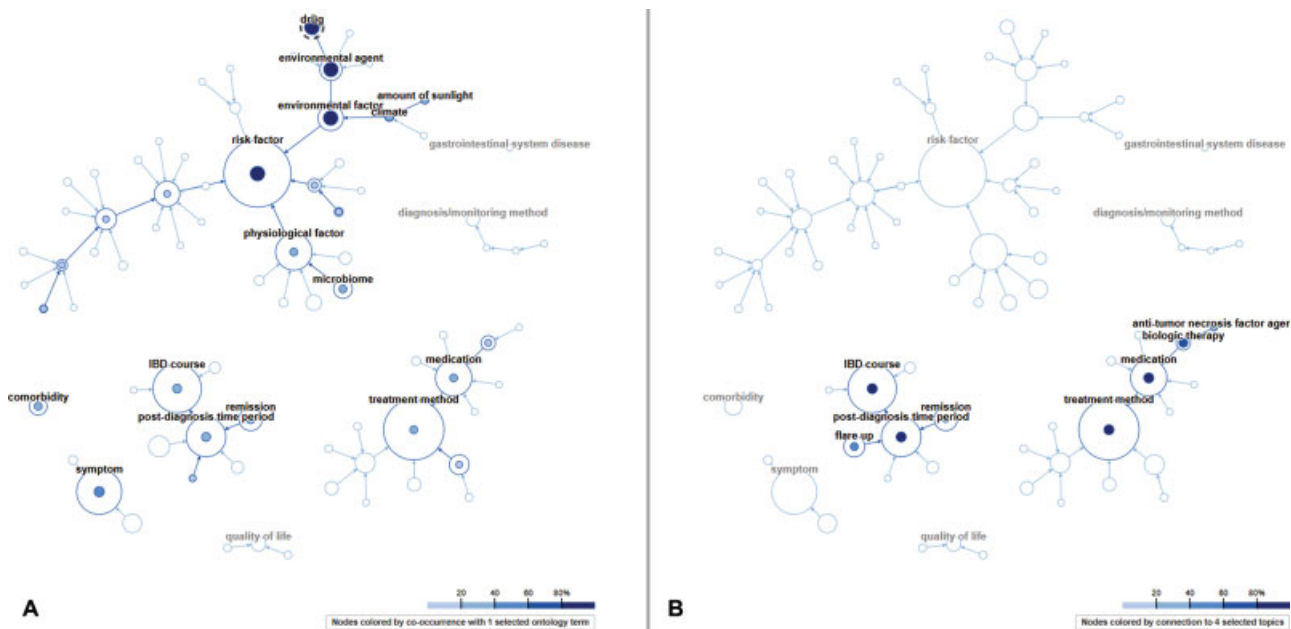 drug
environmental agent
environmental factor
amount of sunlight
climate
risk factor
gastrointestinal system disease
diagnosis/monitoring method
physiological factor
microbiome
IBD course
medication
comorbidity
remission
treatment method
post-diagnosis time period
symptom
quality of life
20 40 60 80%
A
Nodes colored by co-occurrence with 1 selected ontology term
risk factor
gastrointestinal system disease
diagnosis/monitoring method
anti-tumor necrosis factor agen
biologic therapy
IBD course
medication
comorbidity
remission
treatment method
post-diagnosis time period
flare up
symptom
quality of life
20 40 60 80%
B
Nodes colored by connection to 4 selected topics